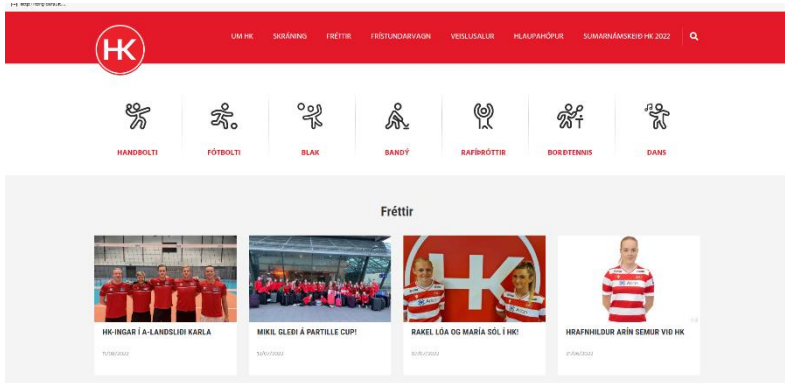 UM HK
SKRÁNING
FRÉTTIR
FRÍSTUNDARVAGN
VEISLUSALUR
HLAUPAHÓPUR
SUMARNÁMSKEIÐ HK 2022
HK
HANDBOLTI
FÓTBOLTI
BLAK
BANDÝ
RAFÍÞRÓTTIR
BORÐTENNIS
DANS
Fréttir
HK
HK-INGAR Í A-LANDSLIÐI KARLA
MIKIL GLEÐI Á PARTILLE CUP!
RAKEL LÓA OG MARÍA SÓL Í HK!
HRAFNHILDUR ARÍN SEMUR VIÐ HK